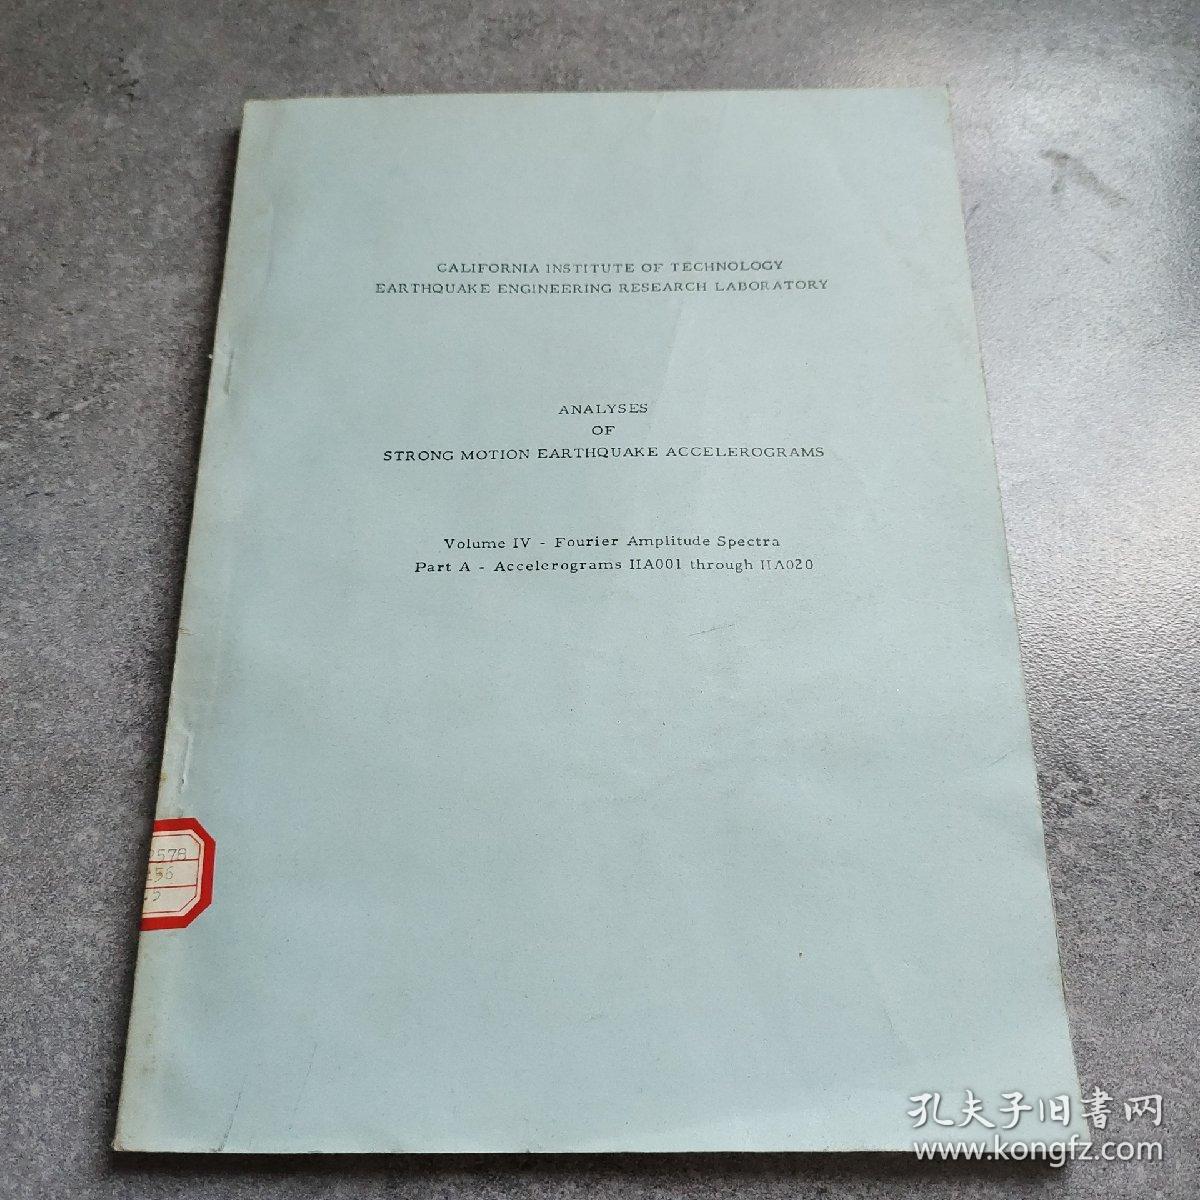 CALIFORNIA INSTITUTE OF TECHNOLOGY
EARTHQUAKE ENGINEERING RESEARCH LABORATORY
ANALYSES
OF
STRONG MOTION EARTHQUAKE ACCELEROGRAMS
Volume IV - Fourier Amplitude Spectra
Part A - Accelerograms IIA001 through IIA020
孔夫子旧書网
www.kongfz.com